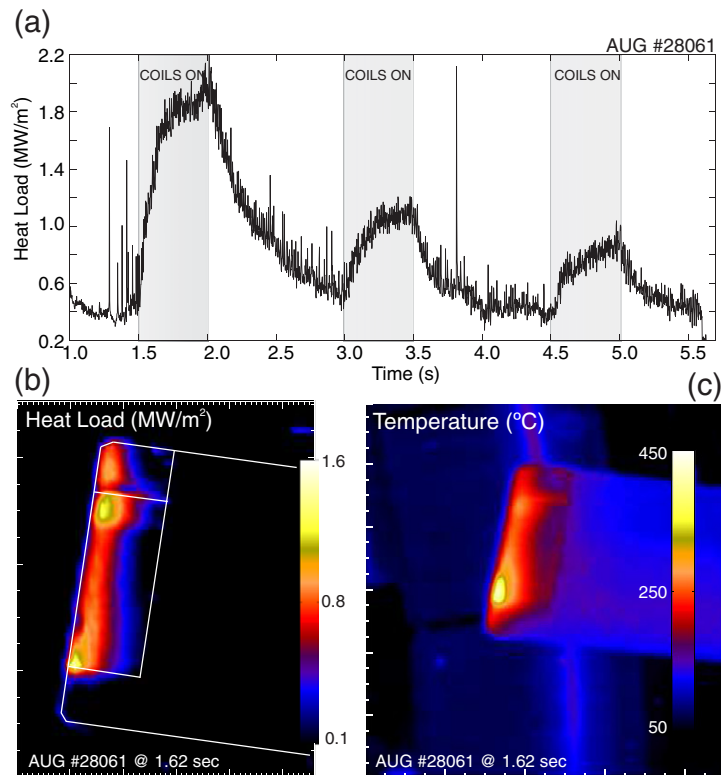 (a)
AUG #28061
Heat Load (MW/m²)
2.2
1.8
1.4
1.0
0.6
0.2
COILS ON
COILS ON
COILS ON
1.0 1.5 2.0 2.5 3.0 3.5 4.0 4.5 5.0 5.5
Time (s)
(b)
Heat Load (MW/m²)
1.6
0.8
0.1
AUG #28061 @ 1.62 sec
(c)
Temperature (ºC)
450
250
50
AUG #28061 @ 1.62 sec